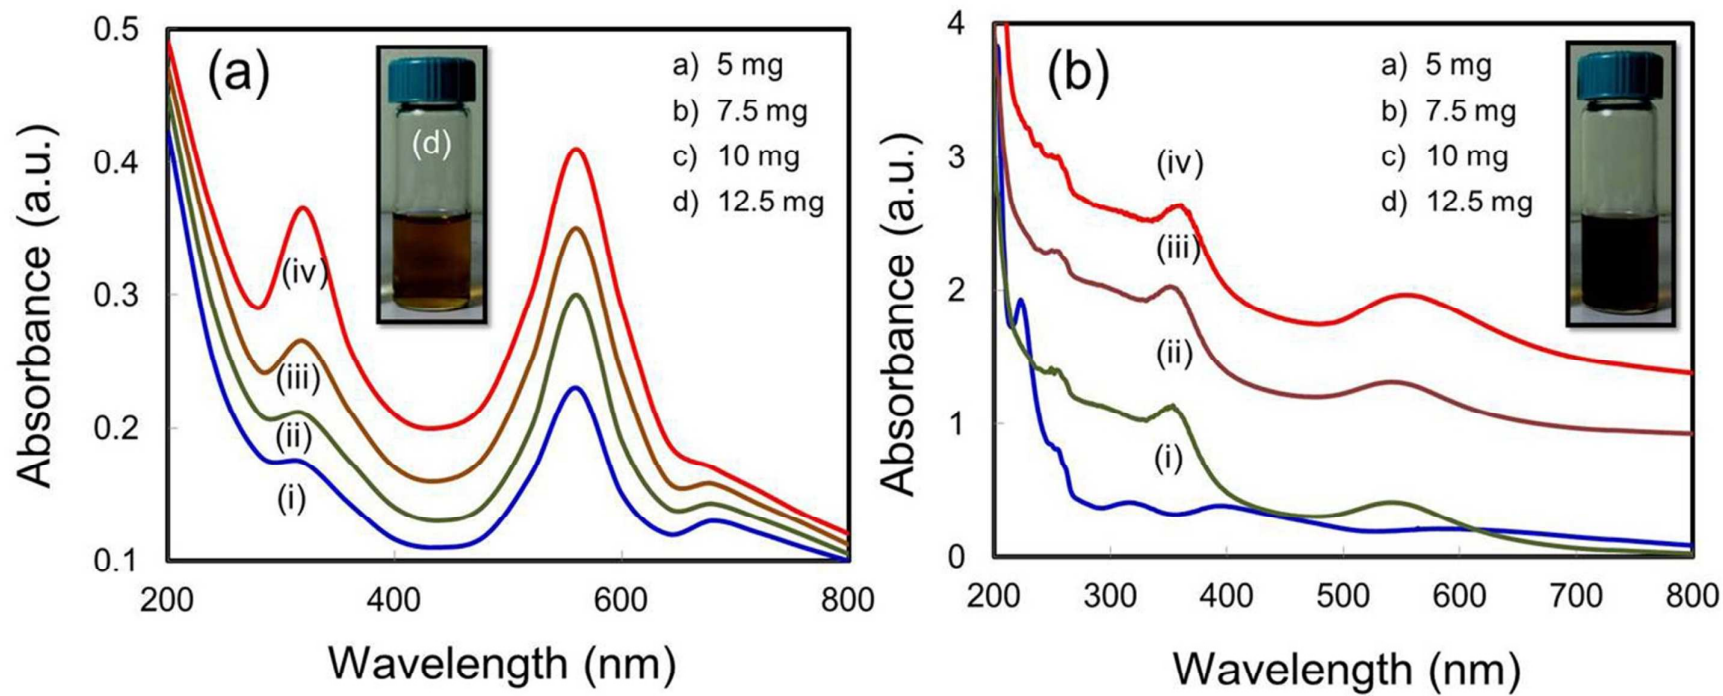 (a)
0.5
0.4
0.3
0.2
0.1
Absorbance (a.u.)
200 400 600 800
Wavelength (nm)
a) 5 mg
b) 7.5 mg
c) 10 mg
d) 12.5 mg
(d)
(iv)
(iii)
(ii)
(i)
(b)
4
3
2
1
0
Absorbance (a.u.)
200 300 400 500 600 700 800
Wavelength (nm)
a) 5 mg
b) 7.5 mg
c) 10 mg
d) 12.5 mg
(iv)
(iii)
(ii)
(i)